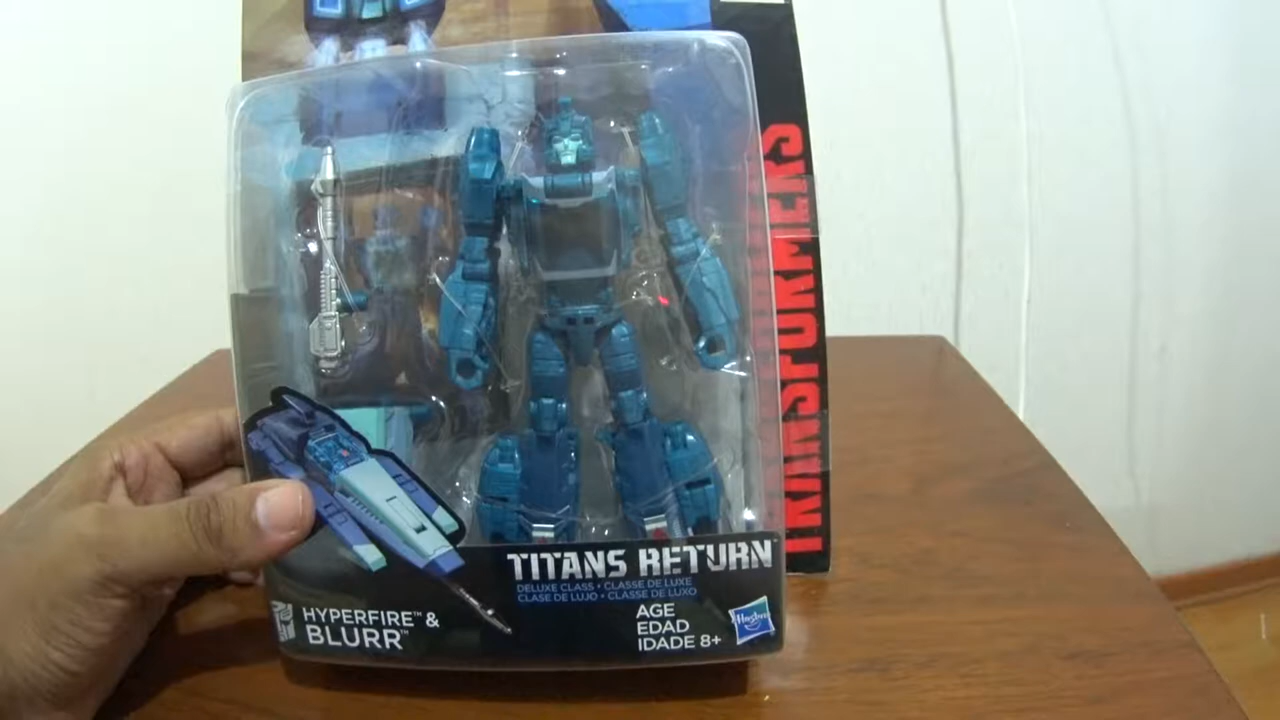 TRANSFORMERS
TITANS RETURN
DELUXE CLASS • CLASSE DE LUXE
CLASE DE LUJO • CLASSE DE LUXO
HYPERFIRE™ &
BLURR™
AGE
EDAD
IDADE 8+
Hasbro